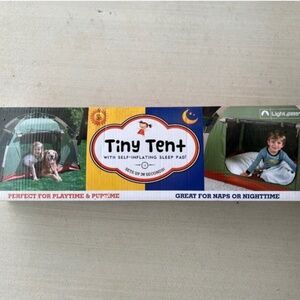 Tiny Tent
WITH SELF-INFLATING SLEEP PAD!
SETS UP IN SECONDS!
PERFECT FOR PLAYTIME & PUPTIME
GREAT FOR NAPS OR NIGHTTIME